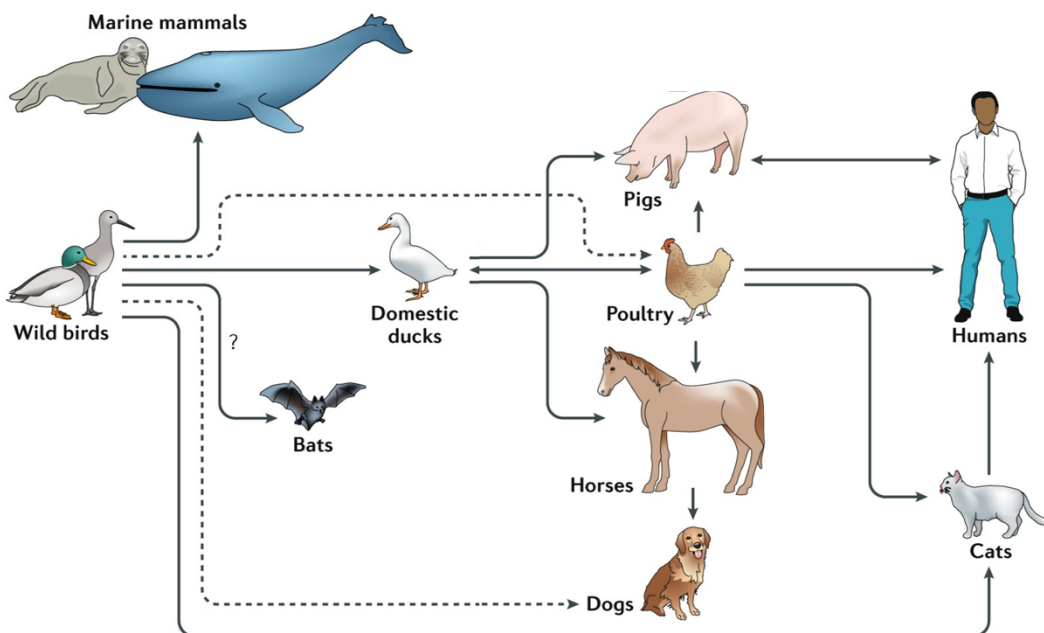 Marine mammals
Pigs
Wild birds
Domestic
ducks
Poultry
Humans
?
Bats
Horses
Cats
Dogs